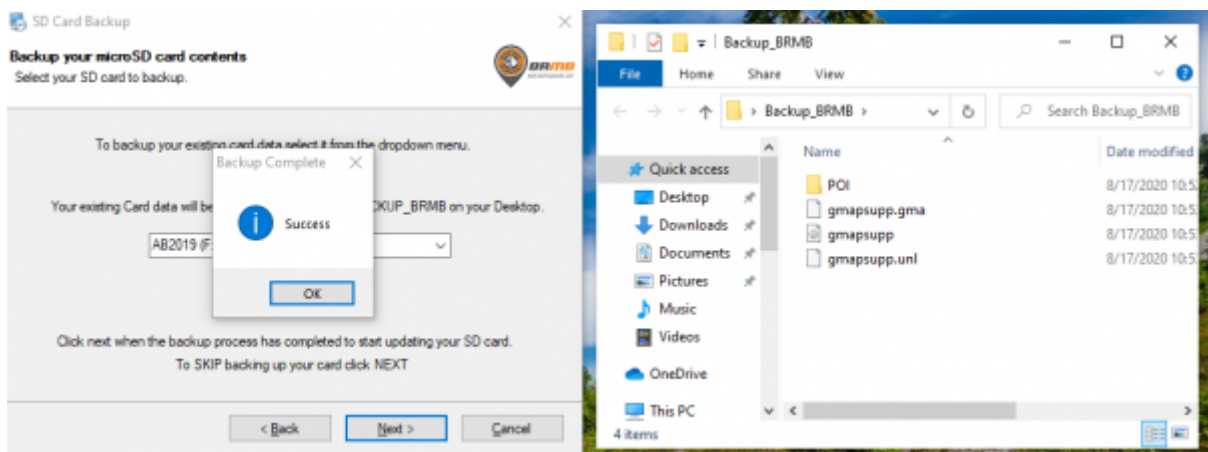 SD Card Backup
Backup your microSD card contents
Select your SD card to backup.
BRMB
To backup your existing card data select it from the dropdown menu.
Backup Complete
Your existing Card data will be
KUP_BRMB on your Desktop.
Success
AB2019 (F:
OK
Click next when the backup process has completed to start updating your SD card.
To SKIP backing up your card click NEXT
< Back
Next >
Cancel
Backup_BRMB
File Home Share View
Backup_BRMB
Search Backup_BRMB
Name Date modified
Quick access
Desktop
Downloads
Documents
Pictures
Music
Videos
OneDrive
This PC
POI 8/17/2020 10:5
gmapsupp.gma 8/17/2020 10:5
gmapsupp 8/17/2020 10:5
gmapsupp.unl 8/17/2020 10:5
4 items